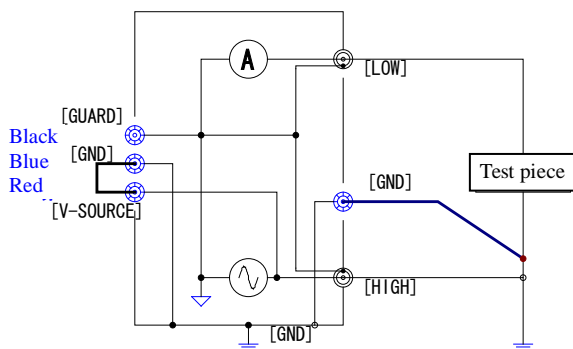 A
[LOW]
[GUARD]
Black
[GND]
Blue
Red
[V-SOURCE]
[GND]
Test piece
[HIGH]
[GND]